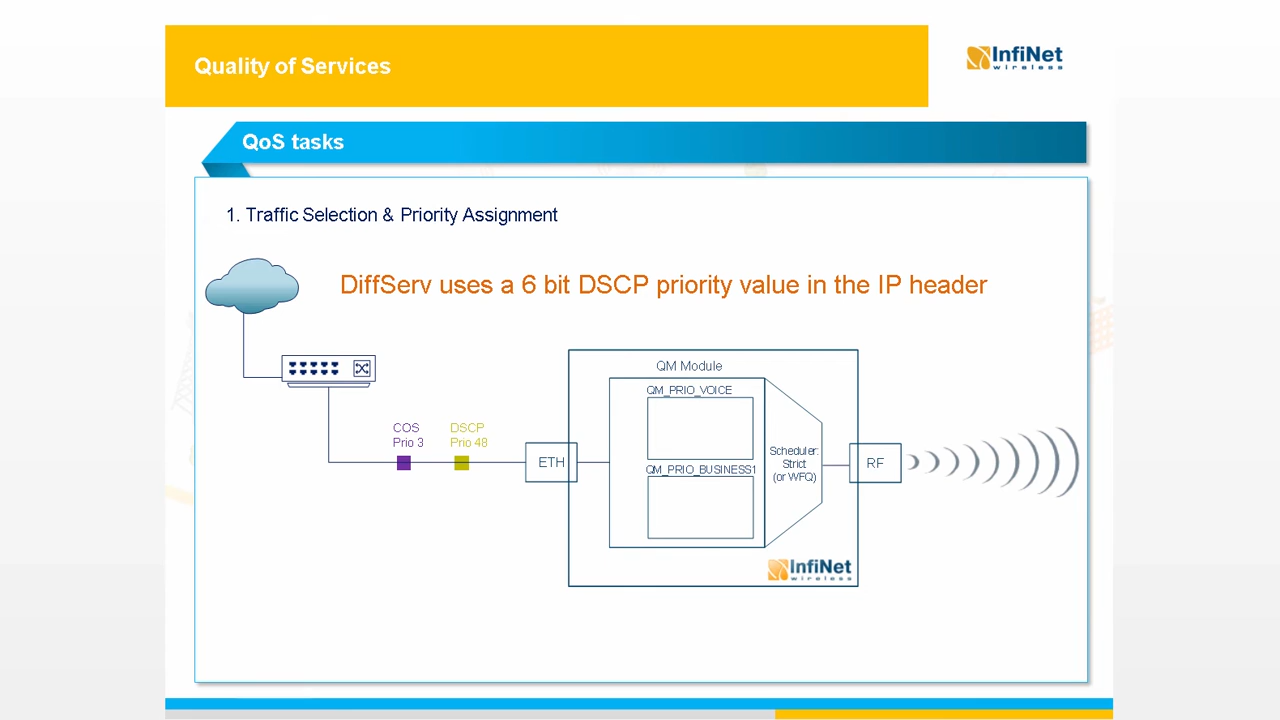 Quality of Services
InfiNet
wireless
QoS tasks
1. Traffic Selection & Priority Assignment
DiffServ uses a 6 bit DSCP priority value in the IP header
QM Module
QM_PRIO_VOICE
COS
Prio 3
DSCP
Prio 48
ETH
Scheduler:
Strict
(or WFQ)
RF
QM_PRIO_BUSINESS1
InfiNet
wireless